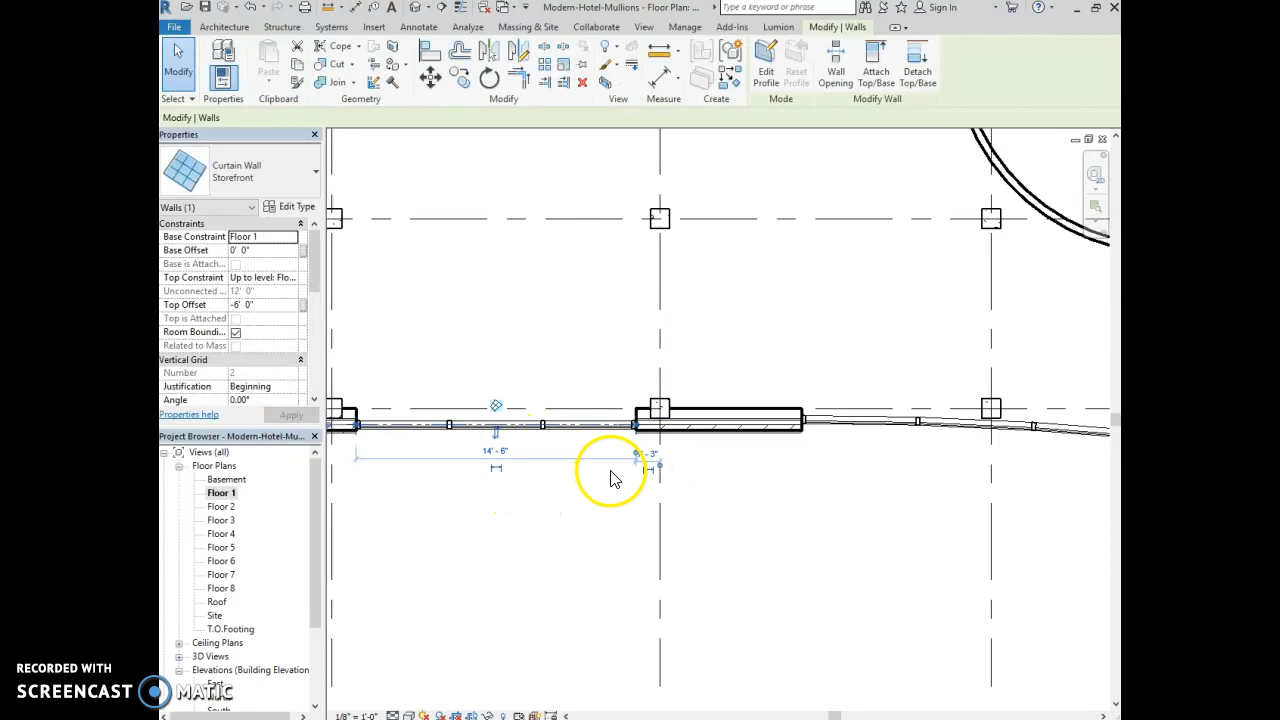 Modern-Hotel-Mullions - Floor Plan: ...
Type a keyword or phrase
Sign In
File Architecture Structure Systems Insert Annotate Analyze Massing & Site Collaborate View Manage Add-Ins Lumion Modify | Walls
Modify
Paste
Cope
Cut
Join
Edit Profile
Reset Profile
Wall Opening
Attach Top/Base
Detach Top/Base
Select Properties Clipboard Geometry Modify View Measure Create Mode Modify Wall
Modify | Walls
Properties
Curtain Wall
Storefront
Walls (1) Edit Type
Constraints
Base Constraint Floor 1
Base Offset 0' 0"
Base is Attach...
Top Constraint Up to level: Flo...
Unconnected ... 12' 0"
Top Offset -6' 0"
Top is Attached
Room Boundi...
Related to Mass
Vertical Grid
Number 2
Justification Beginning
Angle 0.00°
Properties help Apply
14' - 6"
' - 3"
Project Browser - Modern-Hotel-Mu...
Views (all)
Floor Plans
Basement
Floor 1
Floor 2
Floor 3
Floor 4
Floor 5
Floor 6
Floor 7
Floor 8
Roof
Site
T.O.Footing
Ceiling Plans
3D Views
Elevations (Building Elevation
East
South
1/8" = 1'-0"
RECORDED WITH
SCREENCAST MATIC